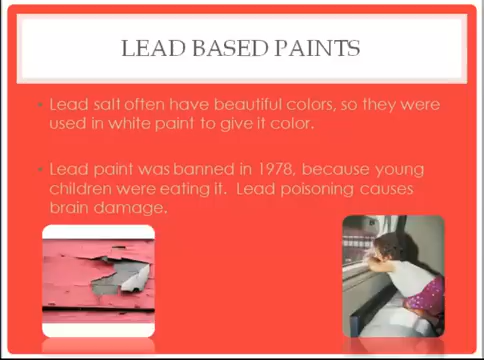 LEAD BASED PAINTS
Lead salt often have beautiful colors, so they were
used in white paint to give it color.
Lead paint was banned in 1978, because young
children were eating it. Lead poisoning causes
brain damage.